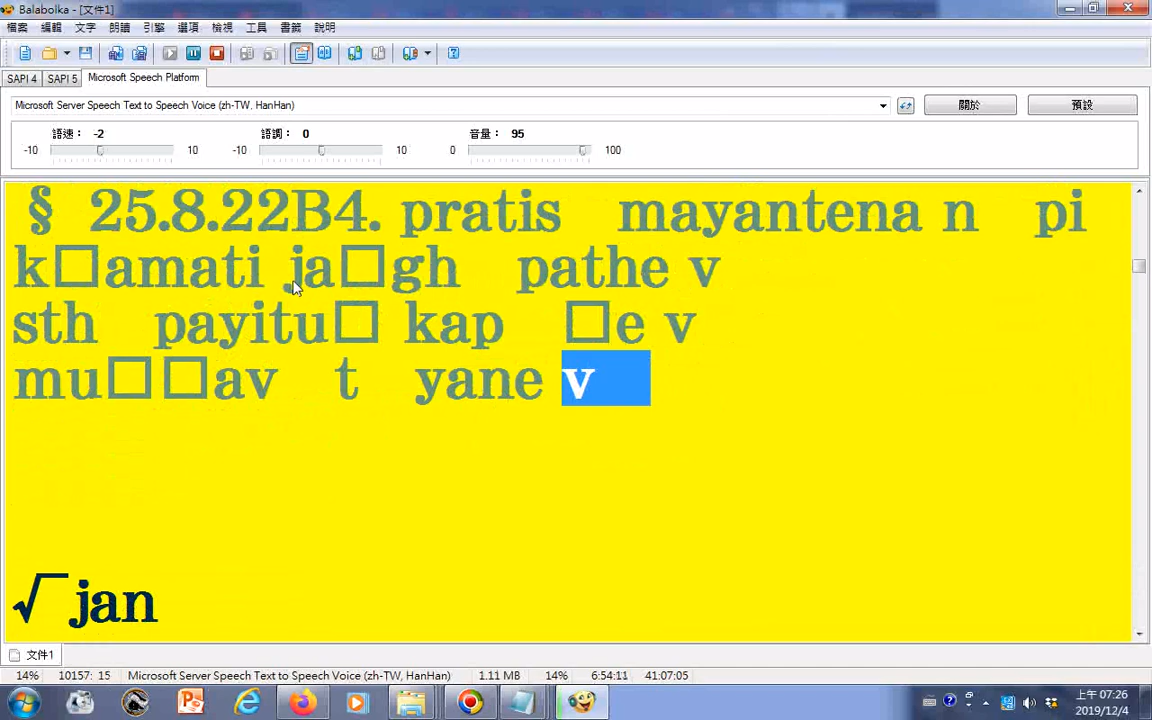 Balabolka - [文件1]
檔案 編輯 文字 朗讀 引擎 選項 檢視 工具 書籤 說明
SAPI 4 SAPI 5 Microsoft Speech Platform
Microsoft Server Speech Text to Speech Voice (zh-TW, HanHan) 關於 預設
語速： -2 語調： 0 音量： 95
-10 10 -10 10 0 100
§ 25.8.22B4. pratis mayantena n pi
k□amati ja□gh pathe v
sth payitu□ kap □e v
mu□□av t yane v
√jan
文件1
14% 10157: 15 Microsoft Server Speech Text to Speech Voice (zh-TW, HanHan) 1.11 MB 14% 6:54:11 41:07:05
上午 07:26
2019/12/4